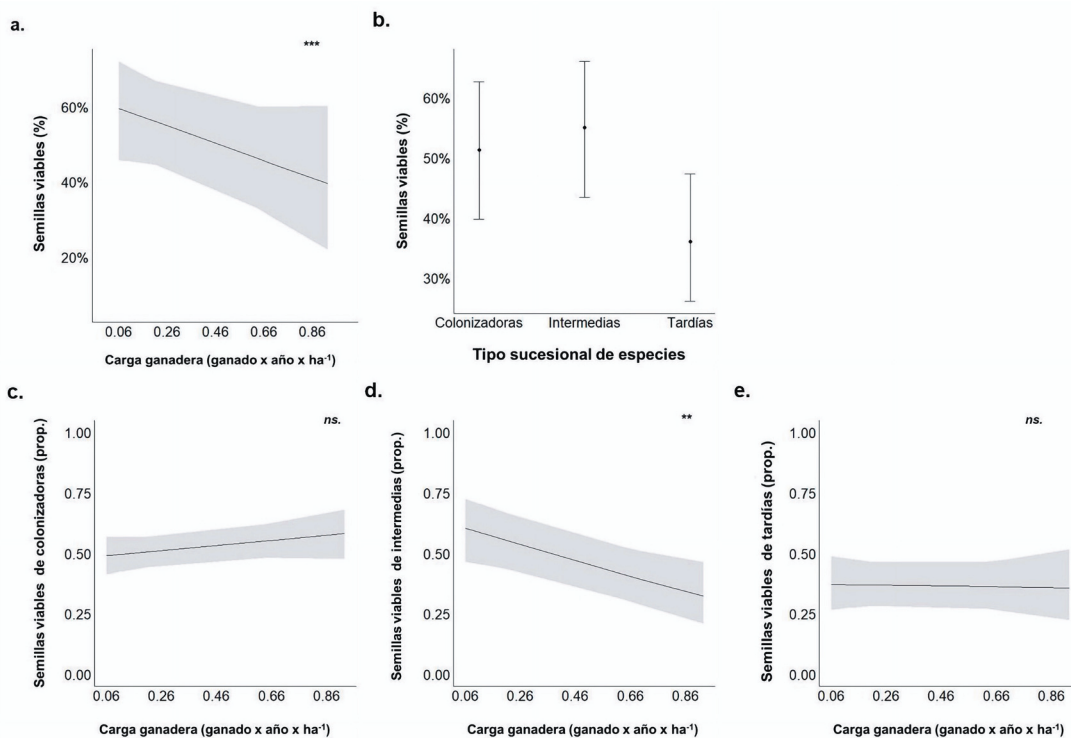 a.
***
Semillas viables (%)
60%
40%
20%
0.06 0.26 0.46 0.66 0.86
Carga ganadera (ganado x año x ha⁻¹)
b.
Semillas viables (%)
60%
50%
40%
30%
Colonizadoras Intermedias Tardías
Tipo sucesional de especies
c.
ns.
Semillas viables de colonizadoras (prop.)
1.00
0.75
0.50
0.25
0.00
0.06 0.26 0.46 0.66 0.86
Carga ganadera (ganado x año x ha⁻¹)
d.
**
Semillas viables de intermedias (prop.)
1.00
0.75
0.50
0.25
0.00
0.06 0.26 0.46 0.66 0.86
Carga ganadera (ganado x año x ha⁻¹)
e.
ns.
Semillas viables de tardías (prop.)
1.00
0.75
0.50
0.25
0.00
0.06 0.26 0.46 0.66 0.86
Carga ganadera (ganado x año x ha⁻¹)